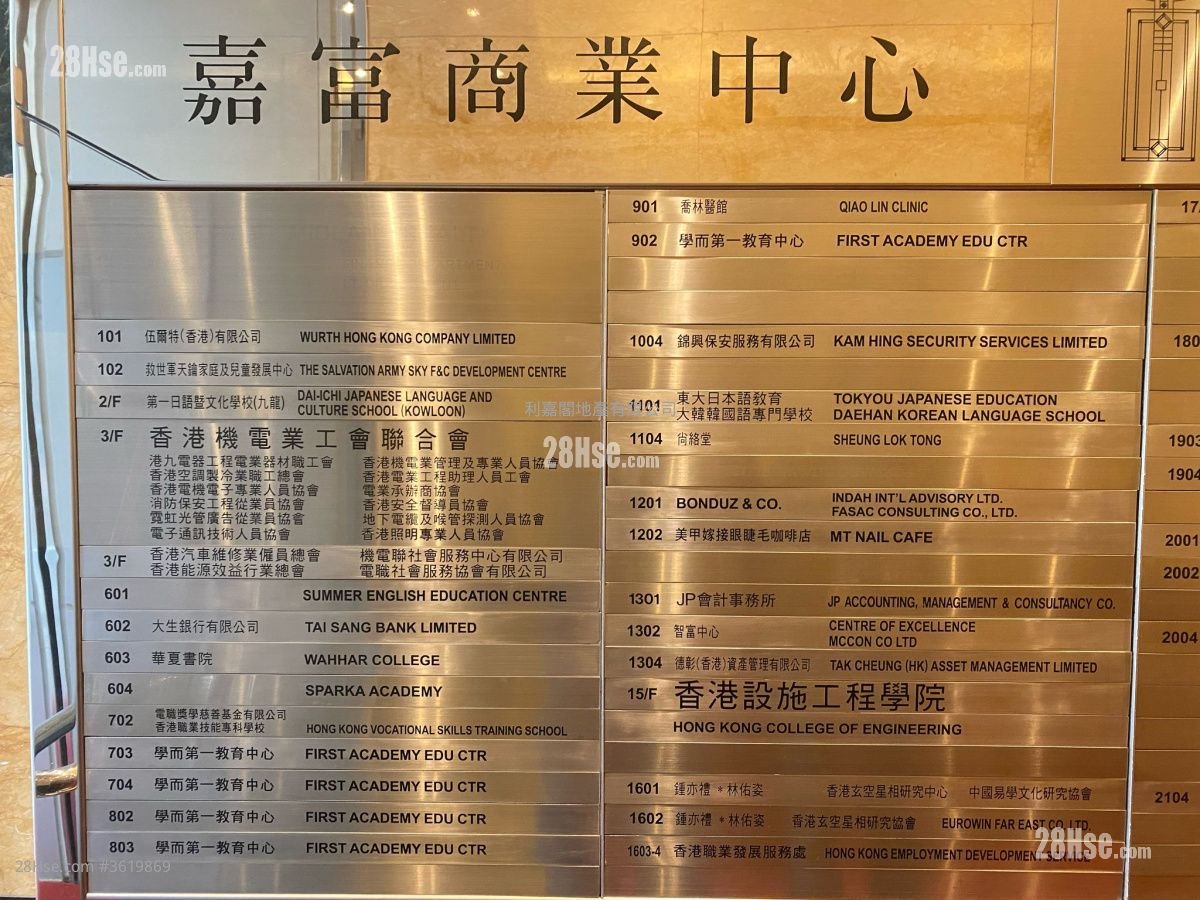 嘉富商業中心
28Hse.com
101 伍爾特(香港)有限公司 WURTH HONG KONG COMPANY LIMITED
102 救世軍天鑰家庭及兒童發展中心 THE SALVATION ARMY SKY F&C DEVELOPMENT CENTRE
2/F 第一日語暨文化學校(九龍) DAI-ICHI JAPANESE LANGUAGE AND
CULTURE SCHOOL (KOWLOON)
3/F 香港機電業工會聯合會
港九電器工程電業器材職工會 香港機電業管理及專業人員協會
香港空調製冷業職工總會 香港電業工程助理人員工會
香港電機電子專業人員協會 電業承辦商協會
消防保安工程從業員協會 香港安全督導員協會
霓虹光管廣告從業員協會 地下電纜及喉管探測人員協會
電子通訊技術人員協會 香港照明專業人員協會
3/F 香港汽車維修業僱員總會 機電聯社會服務中心有限公司
香港能源效益行業總會 電職社會服務協會有限公司
601 SUMMER ENGLISH EDUCATION CENTRE
602 大生銀行有限公司 TAI SANG BANK LIMITED
603 華夏書院 WAHHAR COLLEGE
604 SPARKA ACADEMY
702 電職獎學慈善基金有限公司
香港職業技能專科學校 HONG KONG VOCATIONAL SKILLS TRAINING SCHOOL
703 學而第一教育中心 FIRST ACADEMY EDU CTR
704 學而第一教育中心 FIRST ACADEMY EDU CTR
802 學而第一教育中心 FIRST ACADEMY EDU CTR
803 學而第一教育中心 FIRST ACADEMY EDU CTR
28Hse.com #3619869
901 喬林醫館 QIAO LIN CLINIC
902 學而第一教育中心 FIRST ACADEMY EDU CTR
1004 錦興保安服務有限公司 KAM HING SECURITY SERVICES LIMITED
利嘉閣地產有限公司
1101 東大日本語教育 TOKYOU JAPANESE EDUCATION
大韓韓國語專門學校 DAEHAN KOREAN LANGUAGE SCHOOL
1104 尙絡堂 SHEUNG LOK TONG
28Hse.com
1201 BONDUZ & CO. INDAH INT'L ADVISORY LTD.
FASAC CONSULTING CO., LTD.
1202 美甲嫁接眼睫毛咖啡店 MT NAIL CAFE
1301 JP會計事務所 JP ACCOUNTING, MANAGEMENT & CONSULTANCY CO.
1302 智富中心 CENTRE OF EXCELLENCE
MCCON CO LTD
1304 德彰(香港)資產管理有限公司 TAK CHEUNG (HK) ASSET MANAGEMENT LIMITED
15/F 香港設施工程學院
HONG KONG COLLEGE OF ENGINEERING
1601 鍾亦禮 * 林佑姿 香港玄空星相研究中心 中國易學文化研究協會
1602 鍾亦禮 * 林佑姿 香港玄空星相研究協會 EUROWIN FAR EAST CO. LTD.
1603-4 香港職業發展服務處 HONG KONG EMPLOYMENT DEVELOPMENT SERVICE
28Hse.com
17/
180
1903
1904
2001
2002
2004
2104